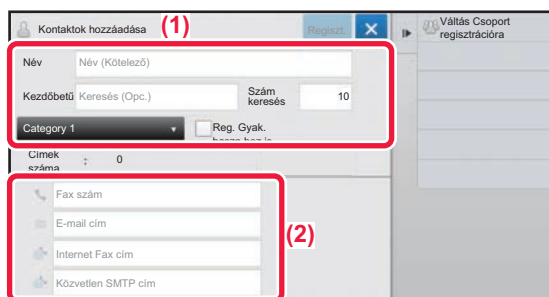 Kontaktok hozzáadása
(1)
Regiszt.
Váltás Csoport
regisztrációra
Név
Név (Kötelező)
Kezdőbetű
Keresés (Opc.)
Szám
keresés
10
Category 1
Reg. Gyak.
Címek
száma
:
0
(2)
Fax szám
E-mail cím
Internet Fax cím
Közvetlen SMTP cím